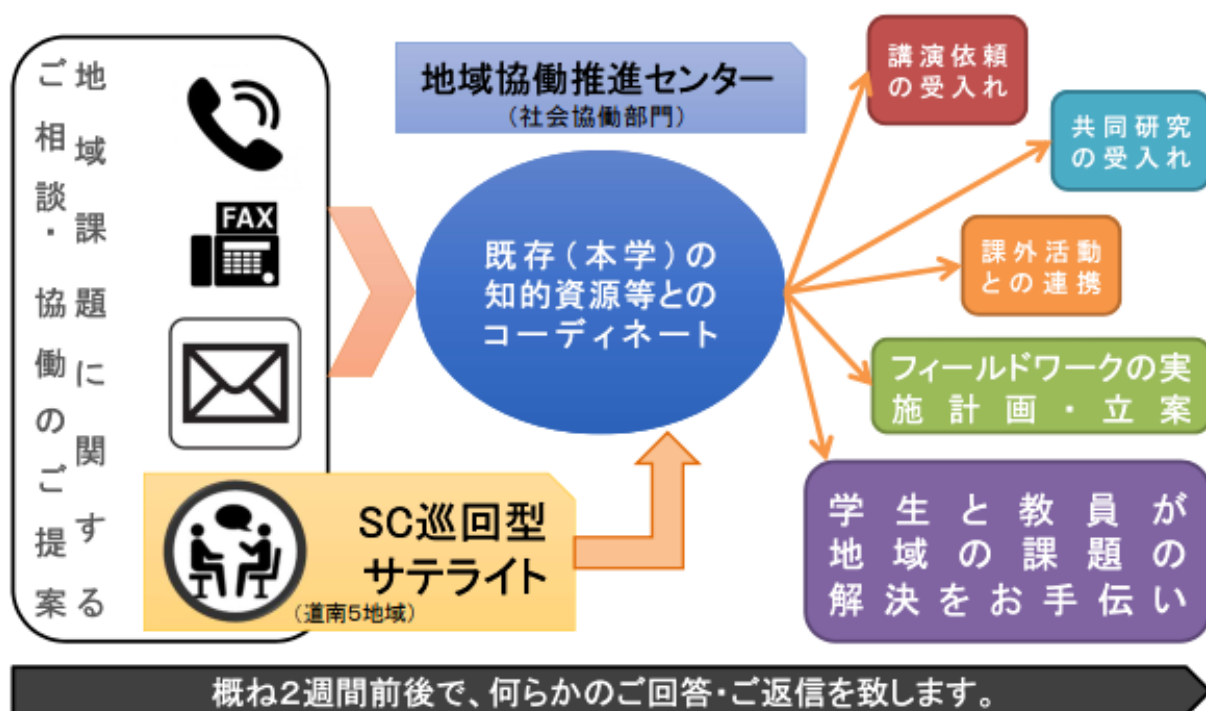 地域課題に関する
ご相談・協働のご提案
FAX
SC巡回型
サテライト
（道南5地域）
地域協働推進センター
（社会協働部門）
既存（本学）の
知的資源等との
コーディネート
講演依頼
の受入れ
共同研究
の受入れ
課外活動
との連携
フィールドワークの実
施計画・立案
学生と教員が
地域の課題の
解決をお手伝い
概ね２週間前後で、何らかのご回答・ご返信を致します。